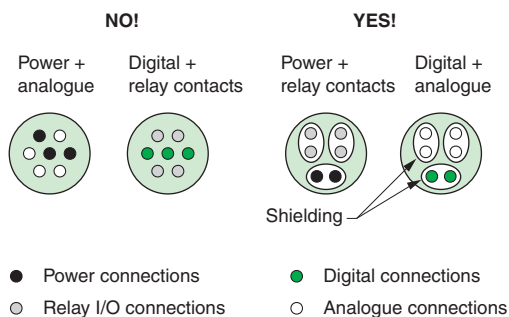 NO!
YES!
Power +
analogue
Digital +
relay contacts
Power +
relay contacts
Digital +
analogue
Shielding
Power connections
Digital connections
Relay I/O connections
Analogue connections